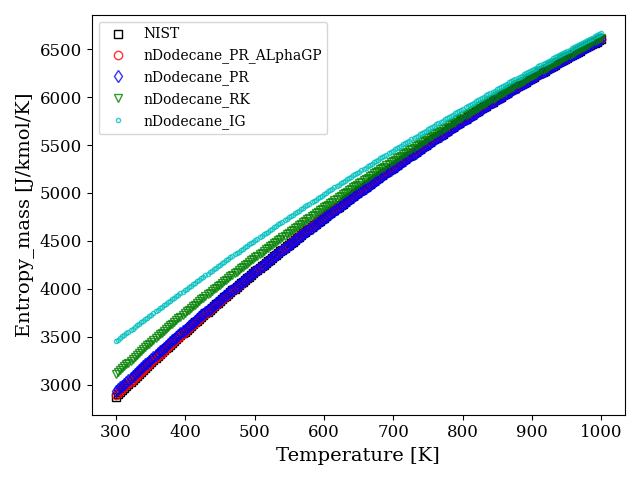 NIST
nDodecane_PR_ALphaGP
nDodecane_PR
nDodecane_RK
nDodecane_IG
Entropy_mass [J/kmol/K]
6500
6000
5500
5000
4500
4000
3500
3000
300 400 500 600 700 800 900 1000
Temperature [K]